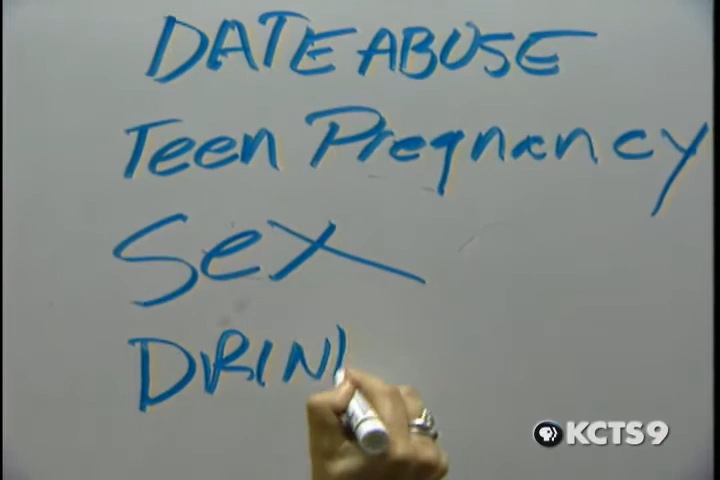 DATE ABUSE
Teen Pregnancy
Sex
DRIN
KCTS9